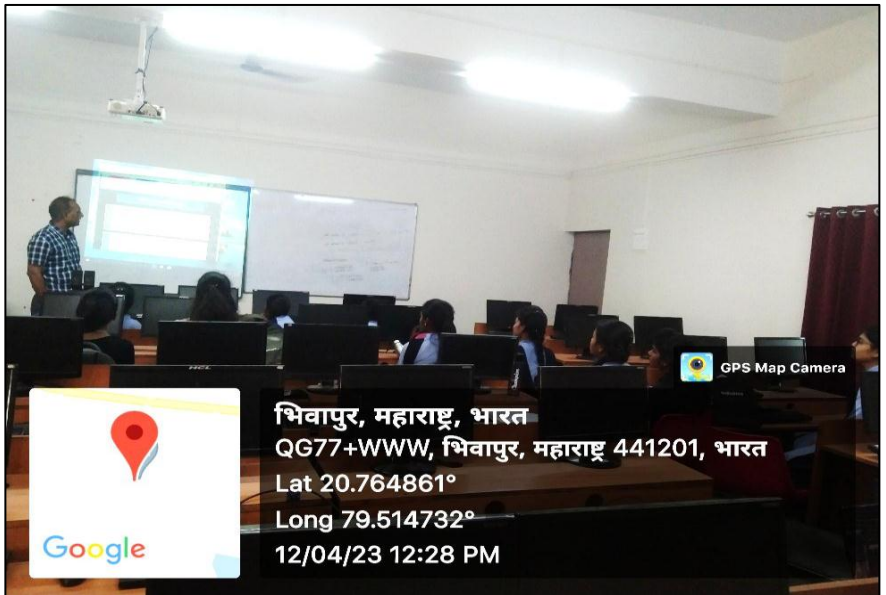 HCL
GPS Map Camera
भिवापुर, महाराष्ट्र, भारत
QG77+WWW, भिवापुर, महाराष्ट्र 441201, भारत
Lat 20.764861°
Long 79.514732°
12/04/23 12:28 PM
Google